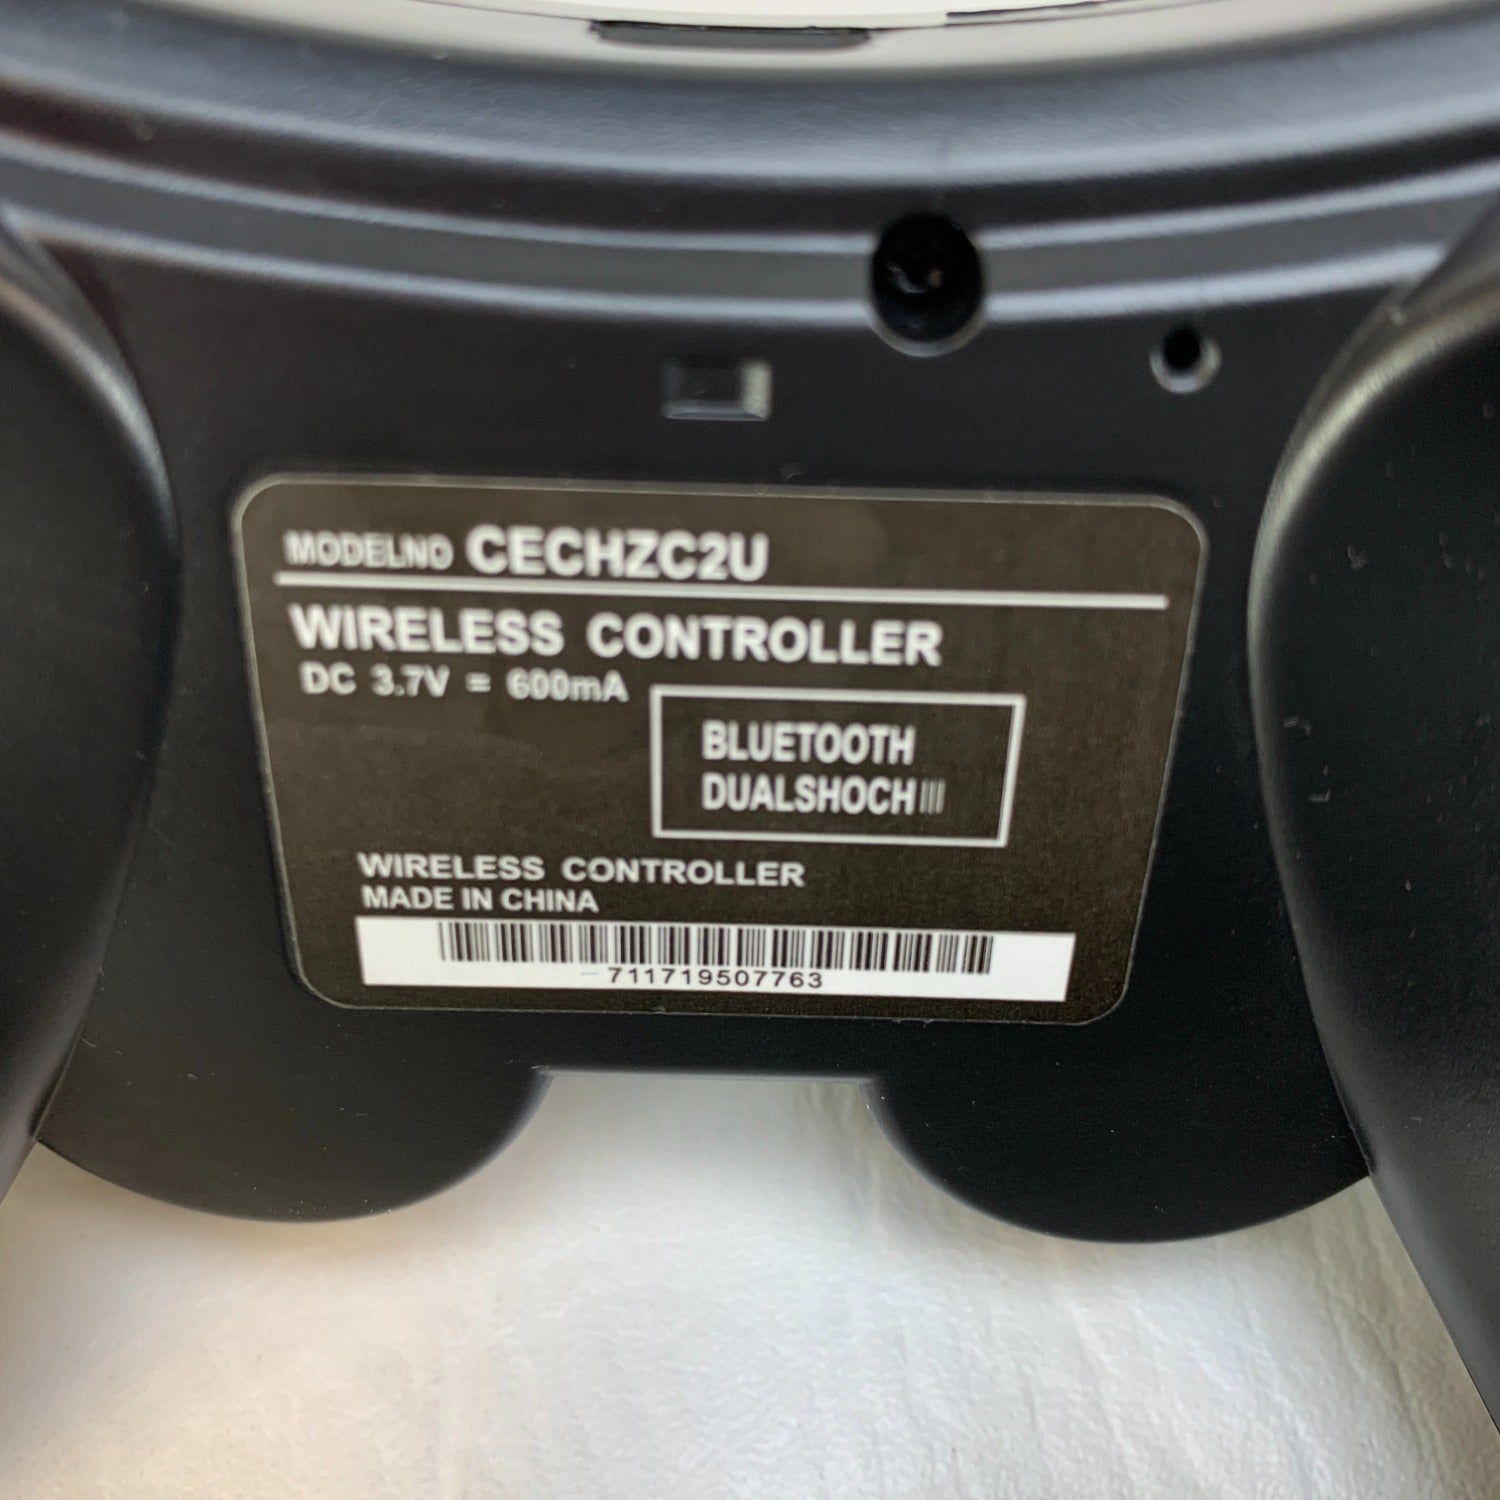 MODELNO CECHZC2U
WIRELESS CONTROLLER
DC 3.7V = 600mA
BLUETOOTH
DUALSHOCH III
WIRELESS CONTROLLER
MADE IN CHINA
711719507763